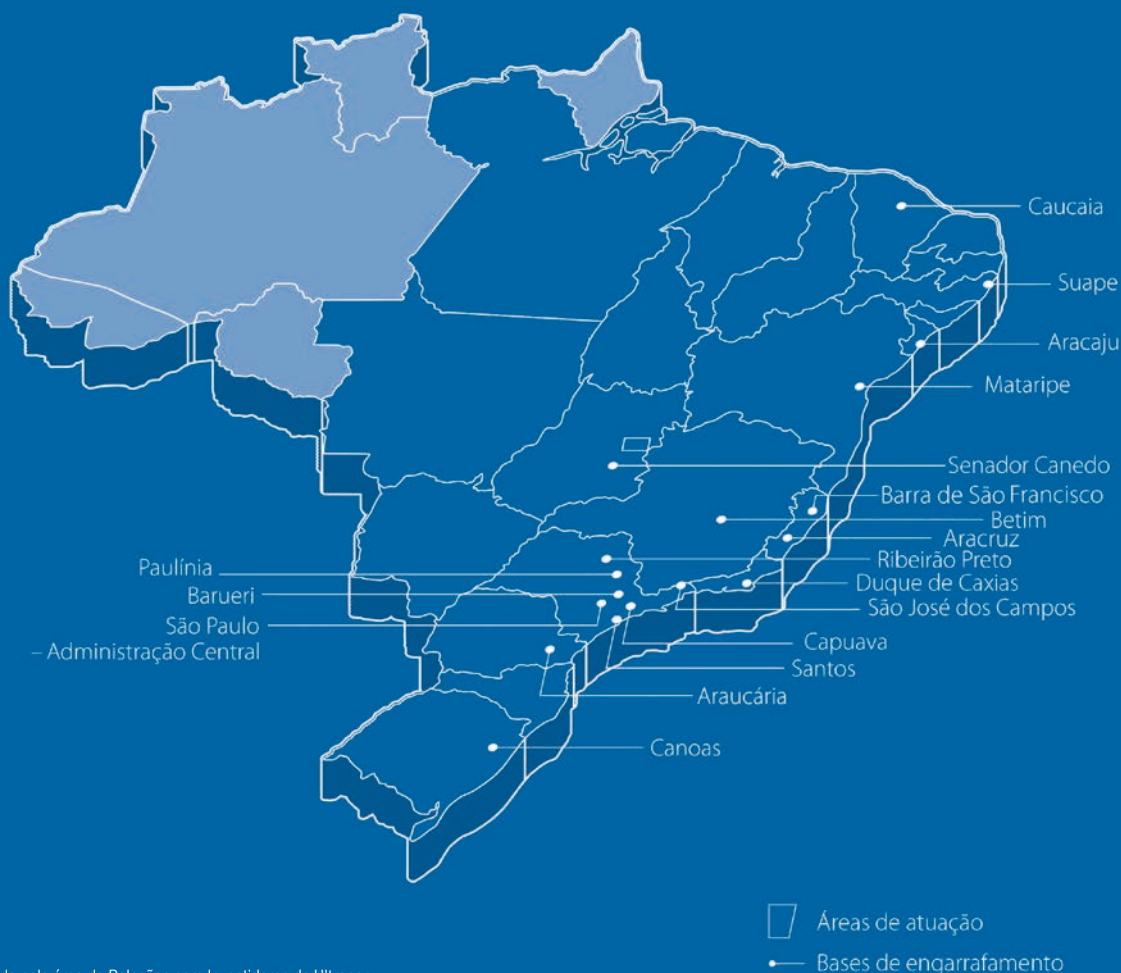 Caucaia
Suape
Aracaju
Mataripe
Senador Canedo
Barra de São Francisco
Betim
Aracruz
Ribeirão Preto
Paulínia
Duque de Caxias
Barueri
São José dos Campos
São Paulo
– Administração Central
Capuava
Santos
Araucária
Canoas
Áreas de atuação
Bases de engarrafamento